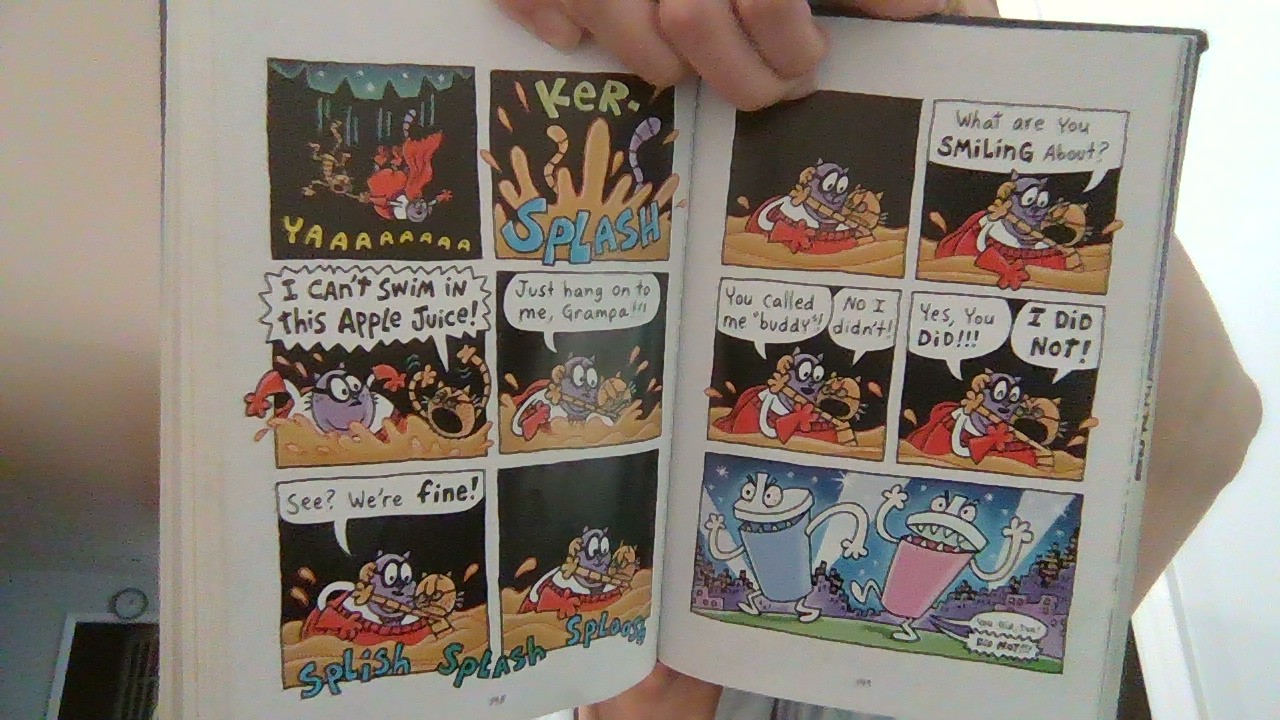 YAAAAAAAA
KER-
SPLASH
I CAN'T SWiM iN
this APPLe JUiCe!
Just hang on to
me, Grampa!!!
See? We're fine!
SPLiSH SPLASH SPLOOSH
What are You
SMiLiNG About?
You called
me "buddy"!
NO I
didn't!
Yes, You
DiD!!!
I DiD
NOT!
DiD NOT!!!